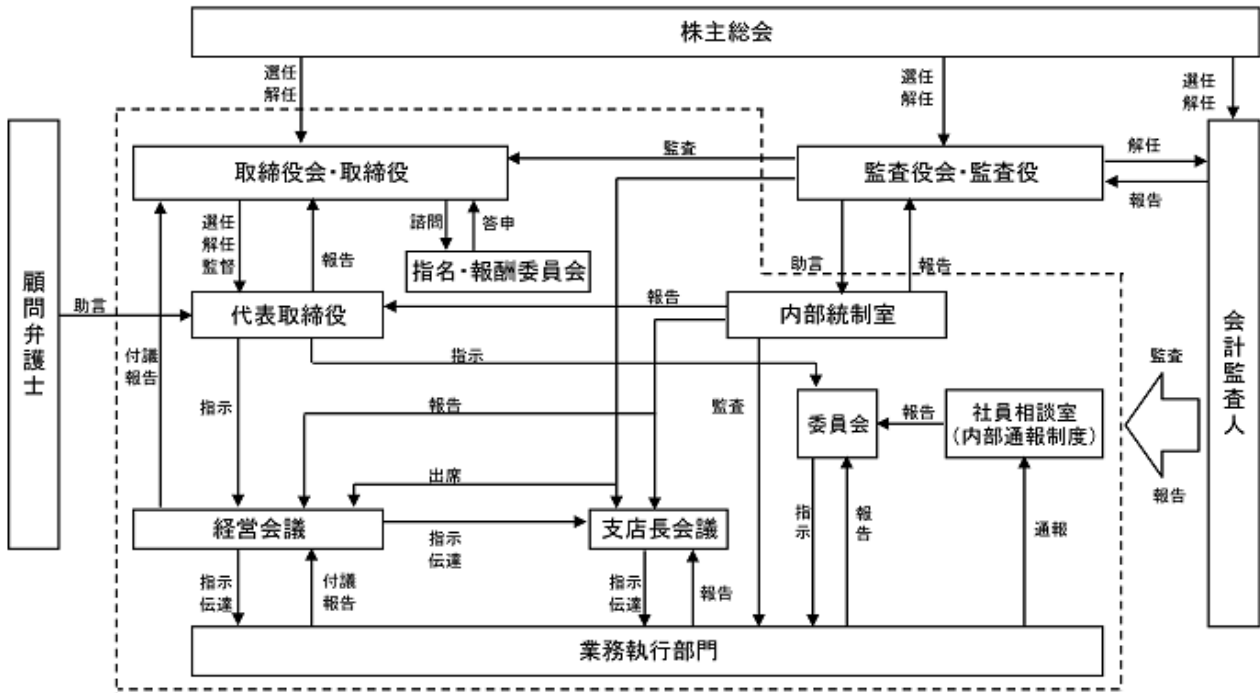 株主総会
選任
解任
選任
解任
選任
解任
取締役会・取締役
監査
監査役会・監査役
解任
報告
選任
解任
監督
報告
諮問
答申
指名・報酬委員会
助言
報告
顧問弁護士
助言
代表取締役
報告
内部統制室
会計監査人
付議
報告
指示
指示
報告
監査
委員会
報告
社員相談室
(内部通報制度)
監査
報告
出席
経営会議
指示
伝達
支店長会議
指示
報告
通報
指示
伝達
付議
報告
指示
伝達
報告
業務執行部門